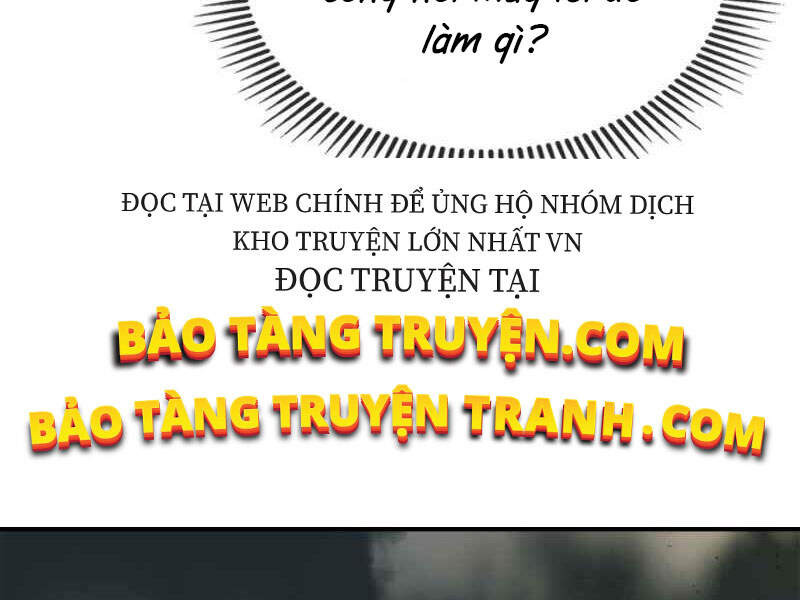 làm gì?
ĐỌC TẠI WEB CHÍNH ĐỂ ỦNG HỘ NHÓM DỊCH
KHO TRUYỆN LỚN NHẤT VN
ĐỌC TRUYỆN TẠI
BẢO TÀNG TRUYỆN.COM
BẢO TÀNG TRUYỆN TRANH.COM